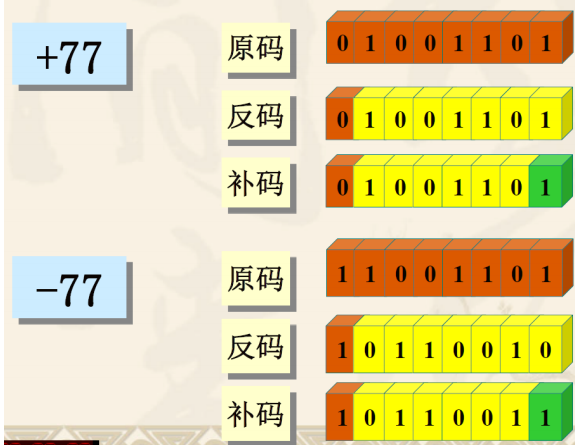 +77
原码 0 1 0 0 1 1 0 1
反码 0 1 0 0 1 1 0 1
补码 0 1 0 0 1 1 0 1
-77
原码 1 1 0 0 1 1 0 1
反码 1 0 1 1 0 0 1 0
补码 1 0 1 1 0 0 1 1